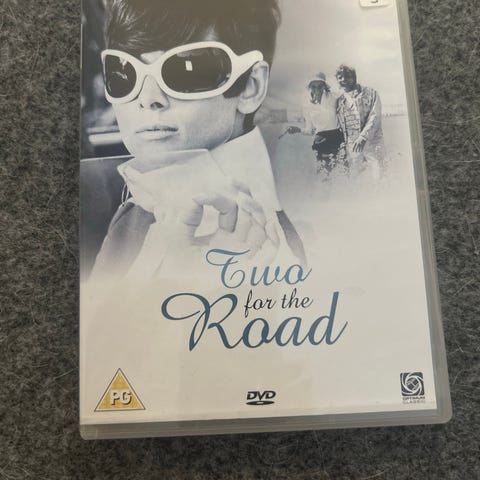 Two
for the
Road
PG
DVD
OPTIMUM
CLASSIC